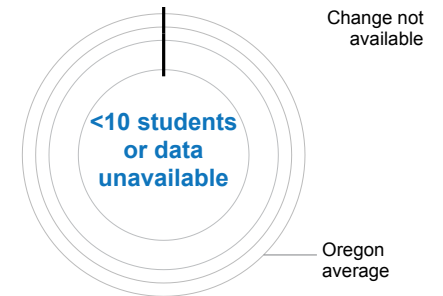 Change not
available
<10 students
or data
unavailable
Oregon
average